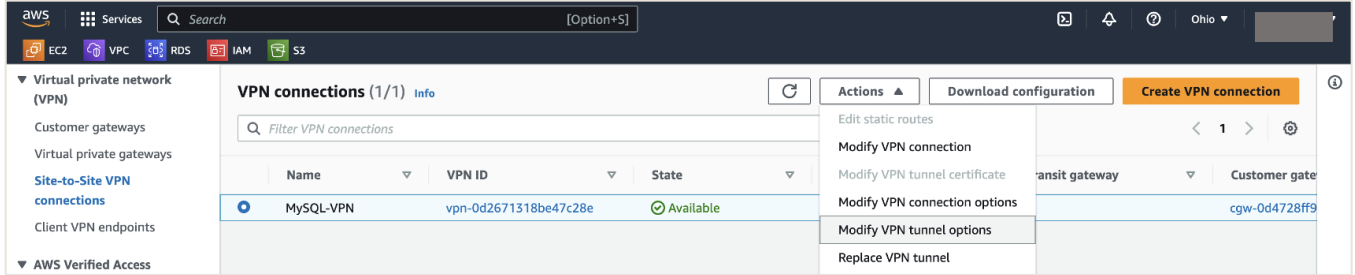 aws
Services
Search
[Option+S]
Ohio
EC2
VPC
RDS
IAM
S3
Virtual private network
(VPN)
Customer gateways
Virtual private gateways
Site-to-Site VPN
connections
Client VPN endpoints
AWS Verified Access
VPN connections (1/1) Info
Actions
Download configuration
Create VPN connection
Filter VPN connections
1
Edit static routes
Modify VPN connection
Modify VPN tunnel certificate
Modify VPN connection options
Modify VPN tunnel options
Replace VPN tunnel
Name
VPN ID
State
ransit gateway
Customer gate
MySQL-VPN
vpn-0d2671318be47c28e
Available
cgw-0d4728ff9